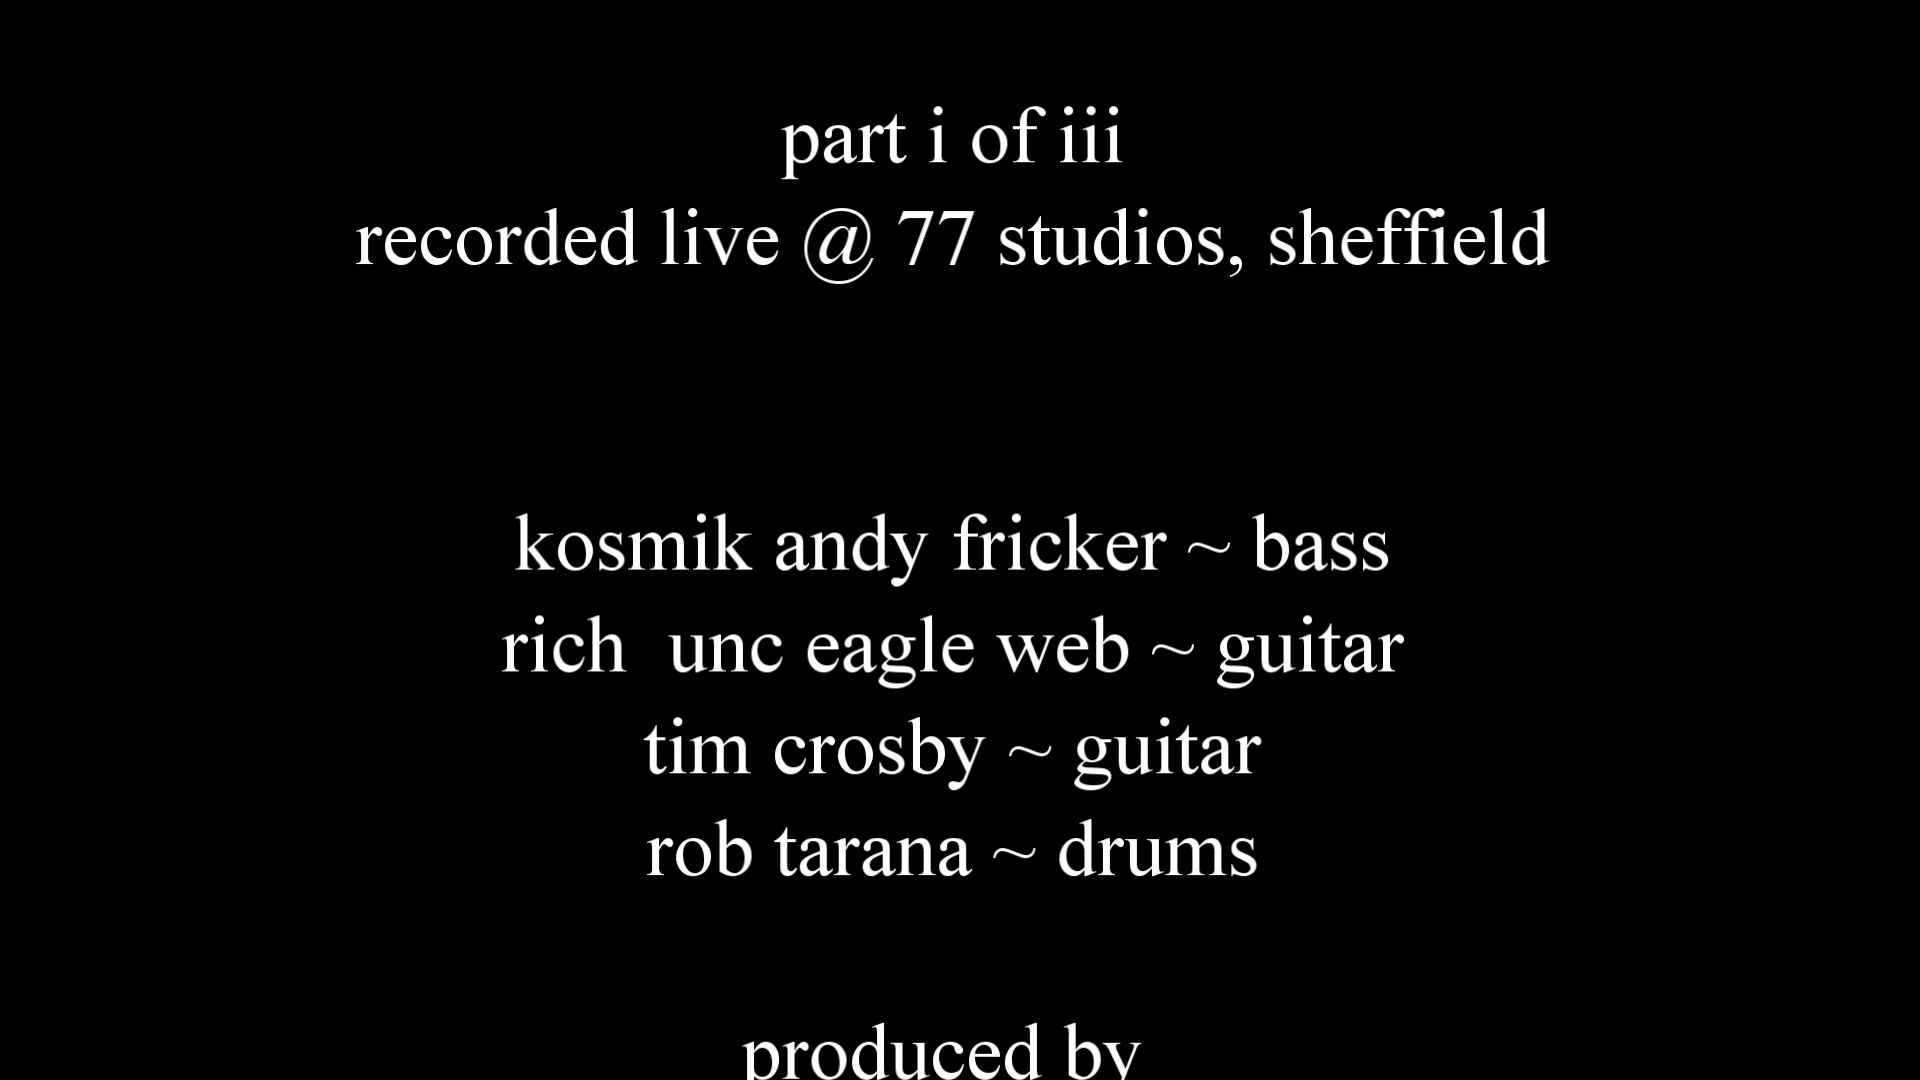 part i of iii
recorded live @ 77 studios, sheffield
kosmik andy fricker ~ bass
rich  unc eagle web ~ guitar
tim crosby ~ guitar
rob tarana ~ drums
produced by